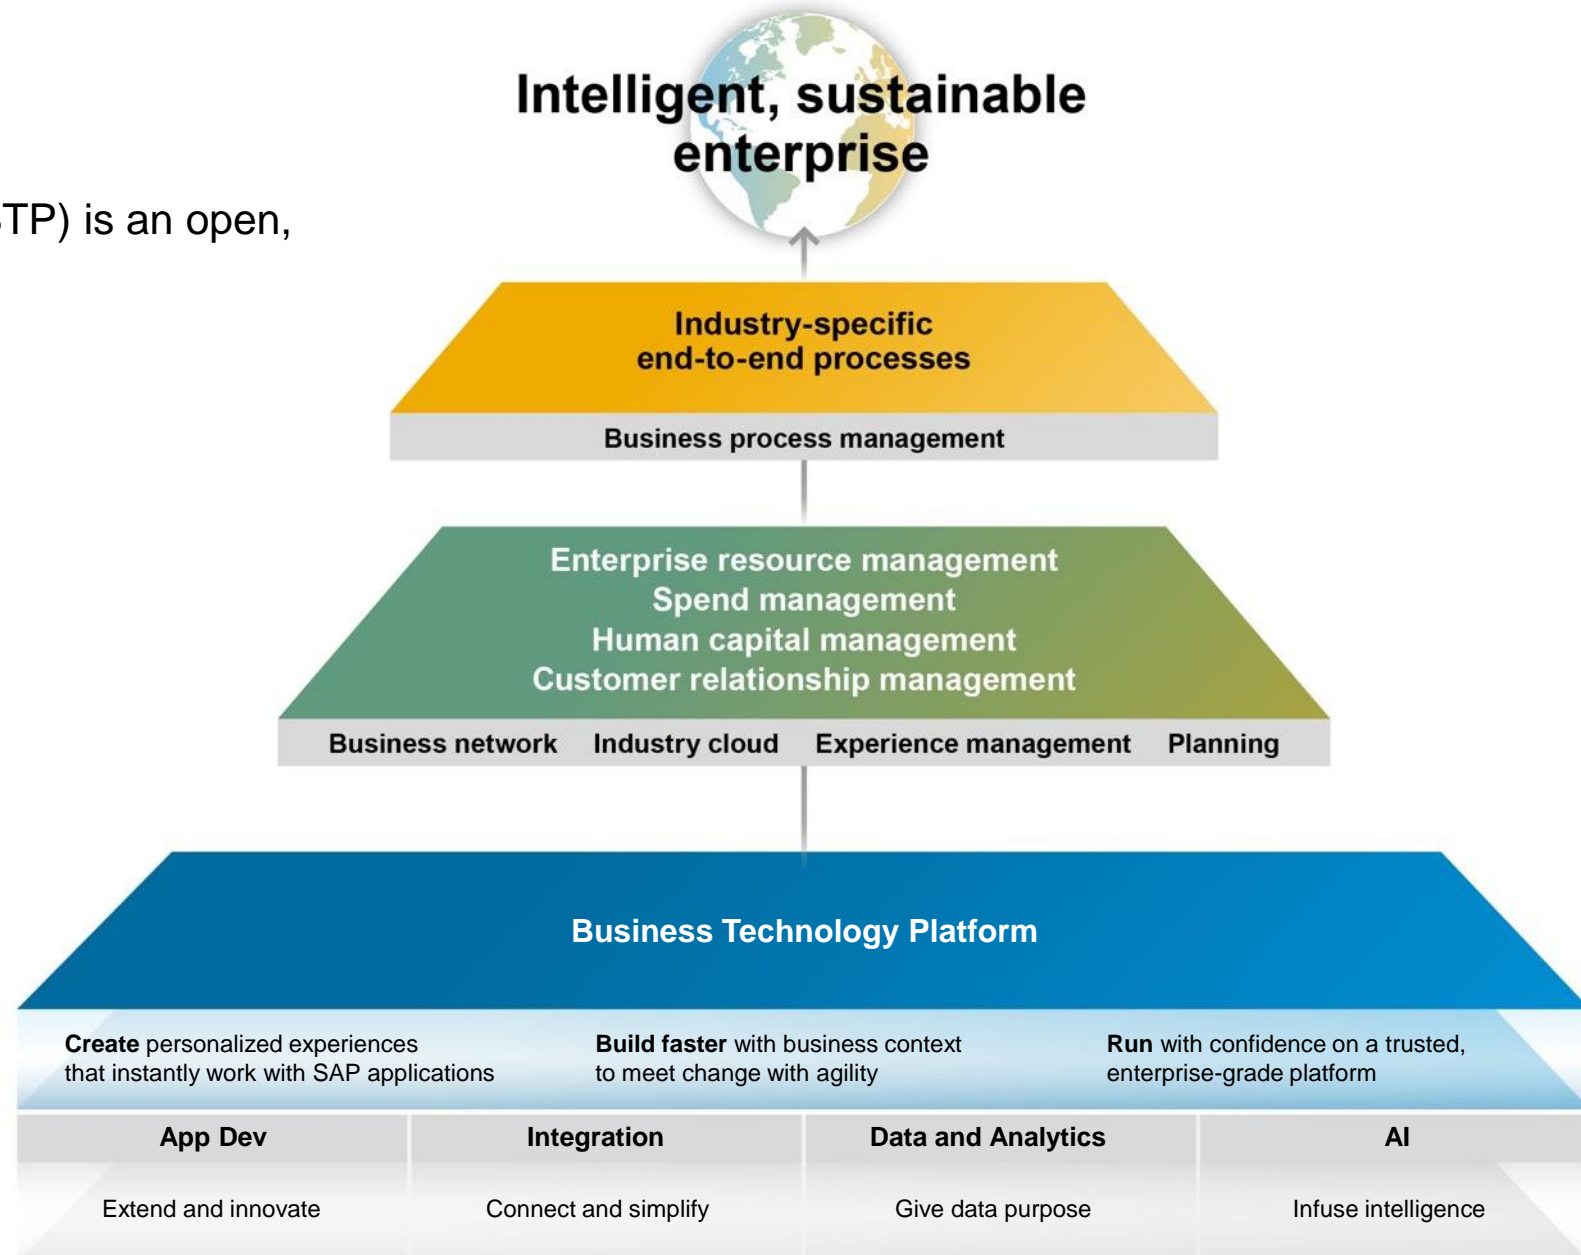 Intelligent, sustainable
enterprise
TP) is an open,
Industry-specific
end-to-end processes
Business process management
Enterprise resource management
Spend management
Human capital management
Customer relationship management
Business network Industry cloud Experience management Planning
Business Technology Platform
Create personalized experiences
that instantly work with SAP applications
Build faster with business context
to meet change with agility
Run with confidence on a trusted,
enterprise-grade platform
App Dev Integration Data and Analytics AI
Extend and innovate Connect and simplify Give data purpose Infuse intelligence